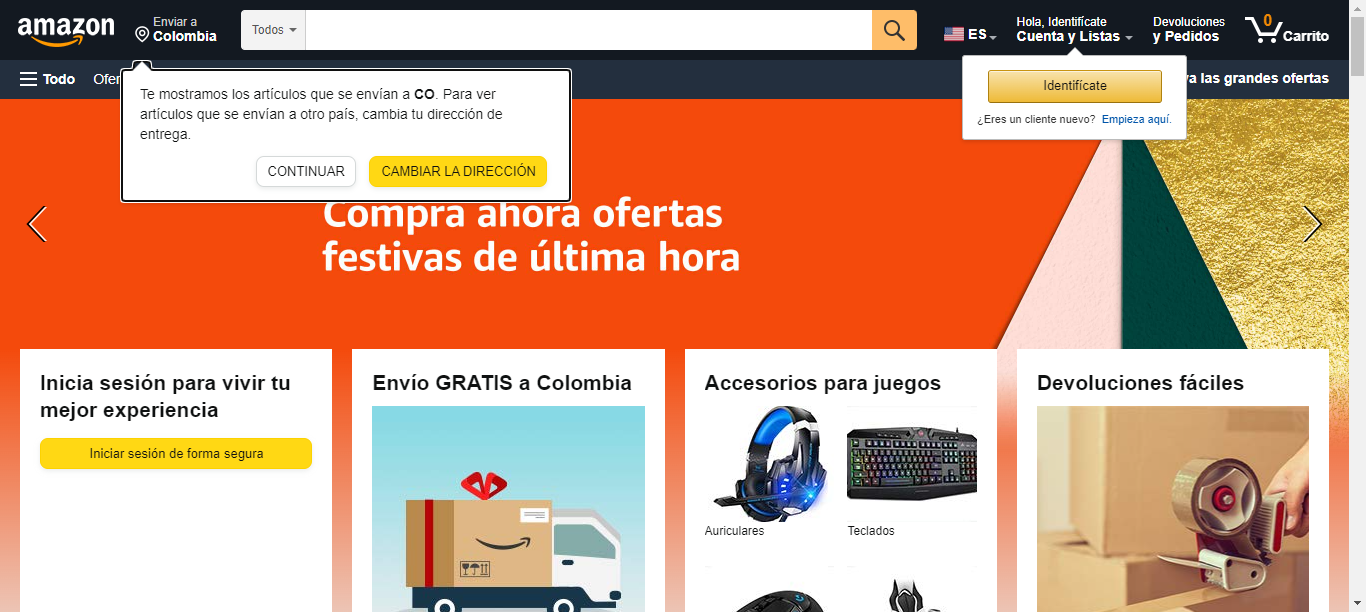 amazon
Enviar a
Colombia
Todos
ES
Hola, Identifícate
Cuenta y Listas
Devoluciones
y Pedidos
0
Carrito
Todo
Ofer
va las grandes ofertas
Te mostramos los artículos que se envían a CO. Para ver
artículos que se envían a otro país, cambia tu dirección de
entrega.
CONTINUAR
CAMBIAR LA DIRECCIÓN
Identifícate
¿Eres un cliente nuevo? Empieza aquí.
Compra ahora ofertas
festivas de última hora
Inicia sesión para vivir tu
mejor experiencia
Iniciar sesión de forma segura
Envío GRATIS a Colombia
Accesorios para juegos
Auriculares
Teclados
Devoluciones fáciles